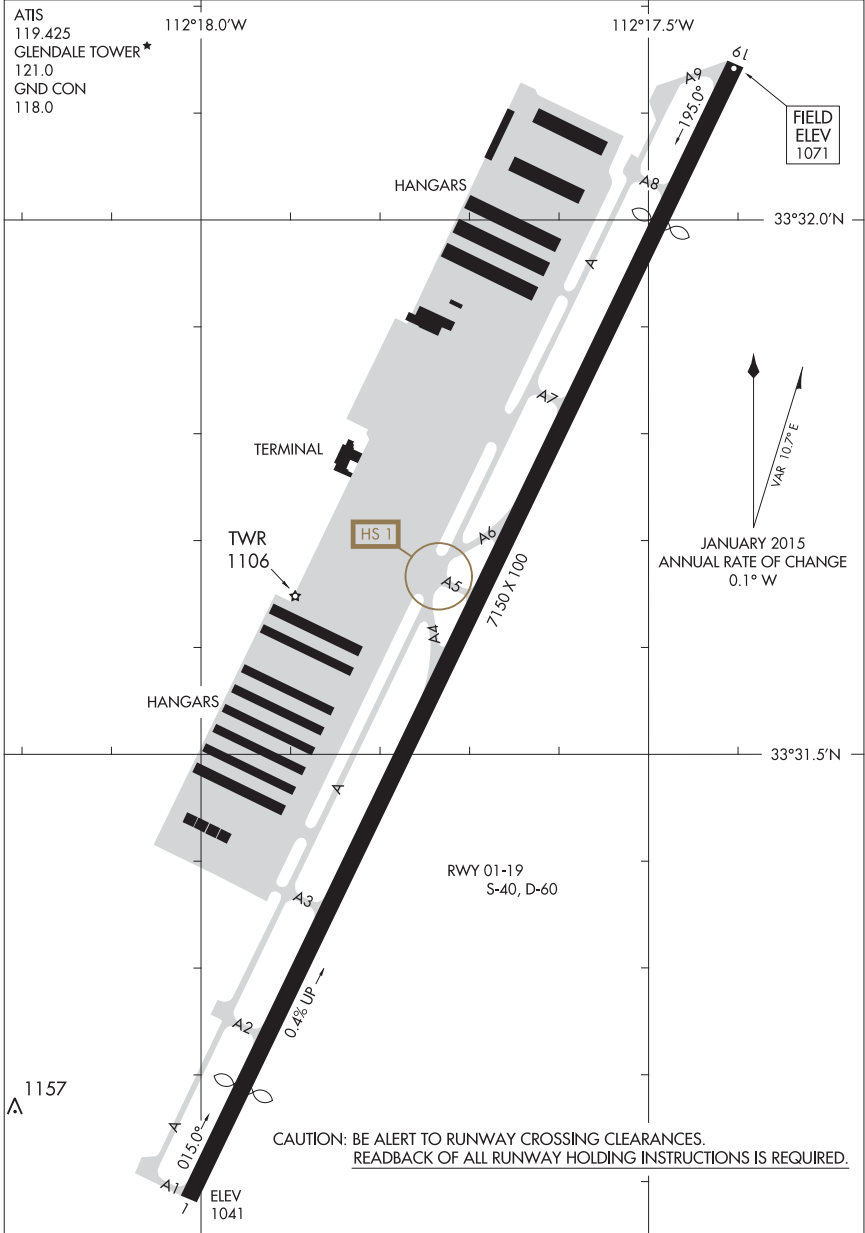 ATIS
119.425
GLENDALE TOWER★
121.0
GND CON
118.0
112°18.0'W
112°17.5'W
19
A9
195.0°
FIELD
ELEV
1071
HANGARS
A8
33°32.0'N
A
A7
VAR 10.7° E
TERMINAL
HS 1
A6
JANUARY 2015
ANNUAL RATE OF CHANGE
0.1° W
TWR
1106
A5
7150 X 100
A4
HANGARS
33°31.5'N
A
RWY 01-19
S-40, D-60
A3
0.4% UP
A2
1157
A
015.0°
CAUTION: BE ALERT TO RUNWAY CROSSING CLEARANCES.
READBACK OF ALL RUNWAY HOLDING INSTRUCTIONS IS REQUIRED.
A1
1
ELEV
1041